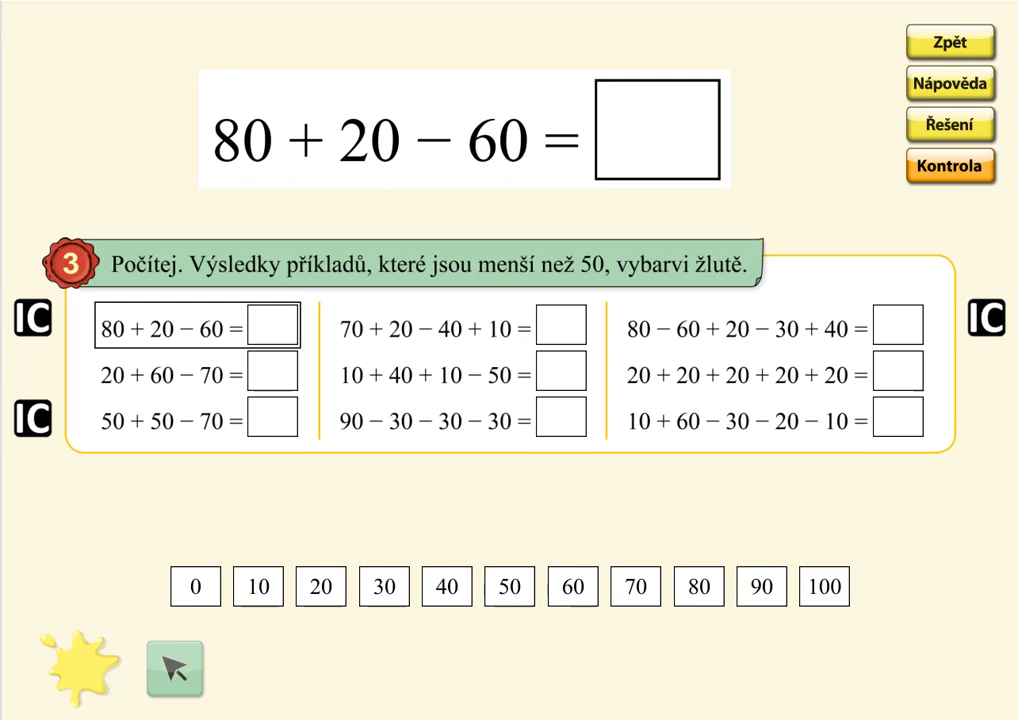 Zpět
Nápověda
Řešení
Kontrola
80 + 20 − 60 =
3 Počítej. Výsledky příkladů, které jsou menší než 50, vybarvi žlutě.
IC
IC
IC
80 + 20 − 60 =
20 + 60 − 70 =
50 + 50 − 70 =
70 + 20 − 40 + 10 =
10 + 40 + 10 − 50 =
90 − 30 − 30 − 30 =
80 − 60 + 20 − 30 + 40 =
20 + 20 + 20 + 20 + 20 =
10 + 60 − 30 − 20 − 10 =
0 10 20 30 40 50 60 70 80 90 100